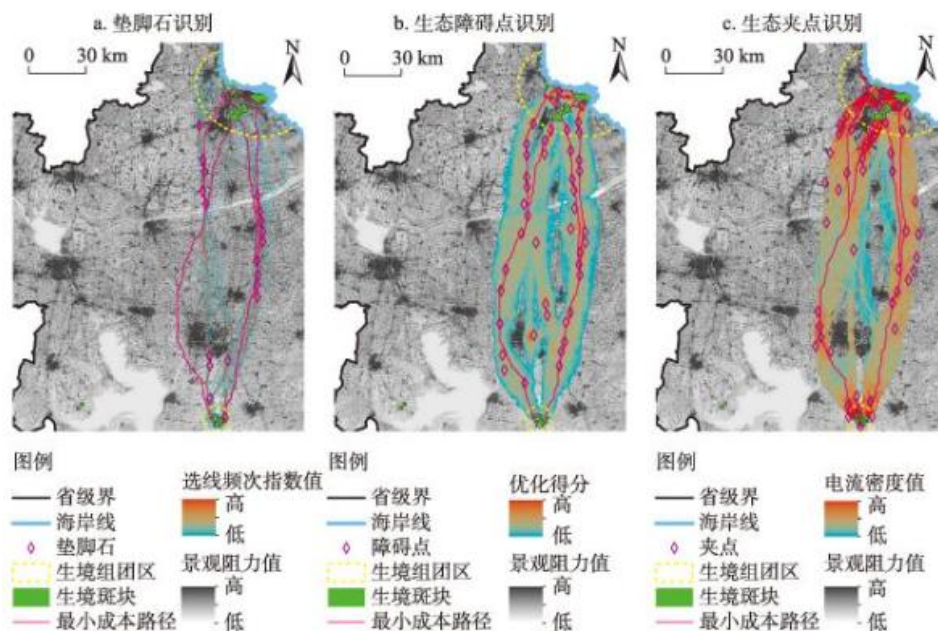 a. 垫脚石识别
b. 生态障碍点识别
c. 生态夹点识别
0 30 km
N
0 30 km
N
0 30 km
N
图例
省级界
海岸线
垫脚石
生境组团区
生境斑块
最小成本路径
选线频次指数值
高
低
景观阻力值
高
低
图例
省级界
海岸线
障碍点
生境组团区
生境斑块
最小成本路径
优化得分
高
低
景观阻力值
高
低
图例
省级界
海岸线
夹点
生境组团区
生境斑块
最小成本路径
电流密度值
高
低
景观阻力值
高
低